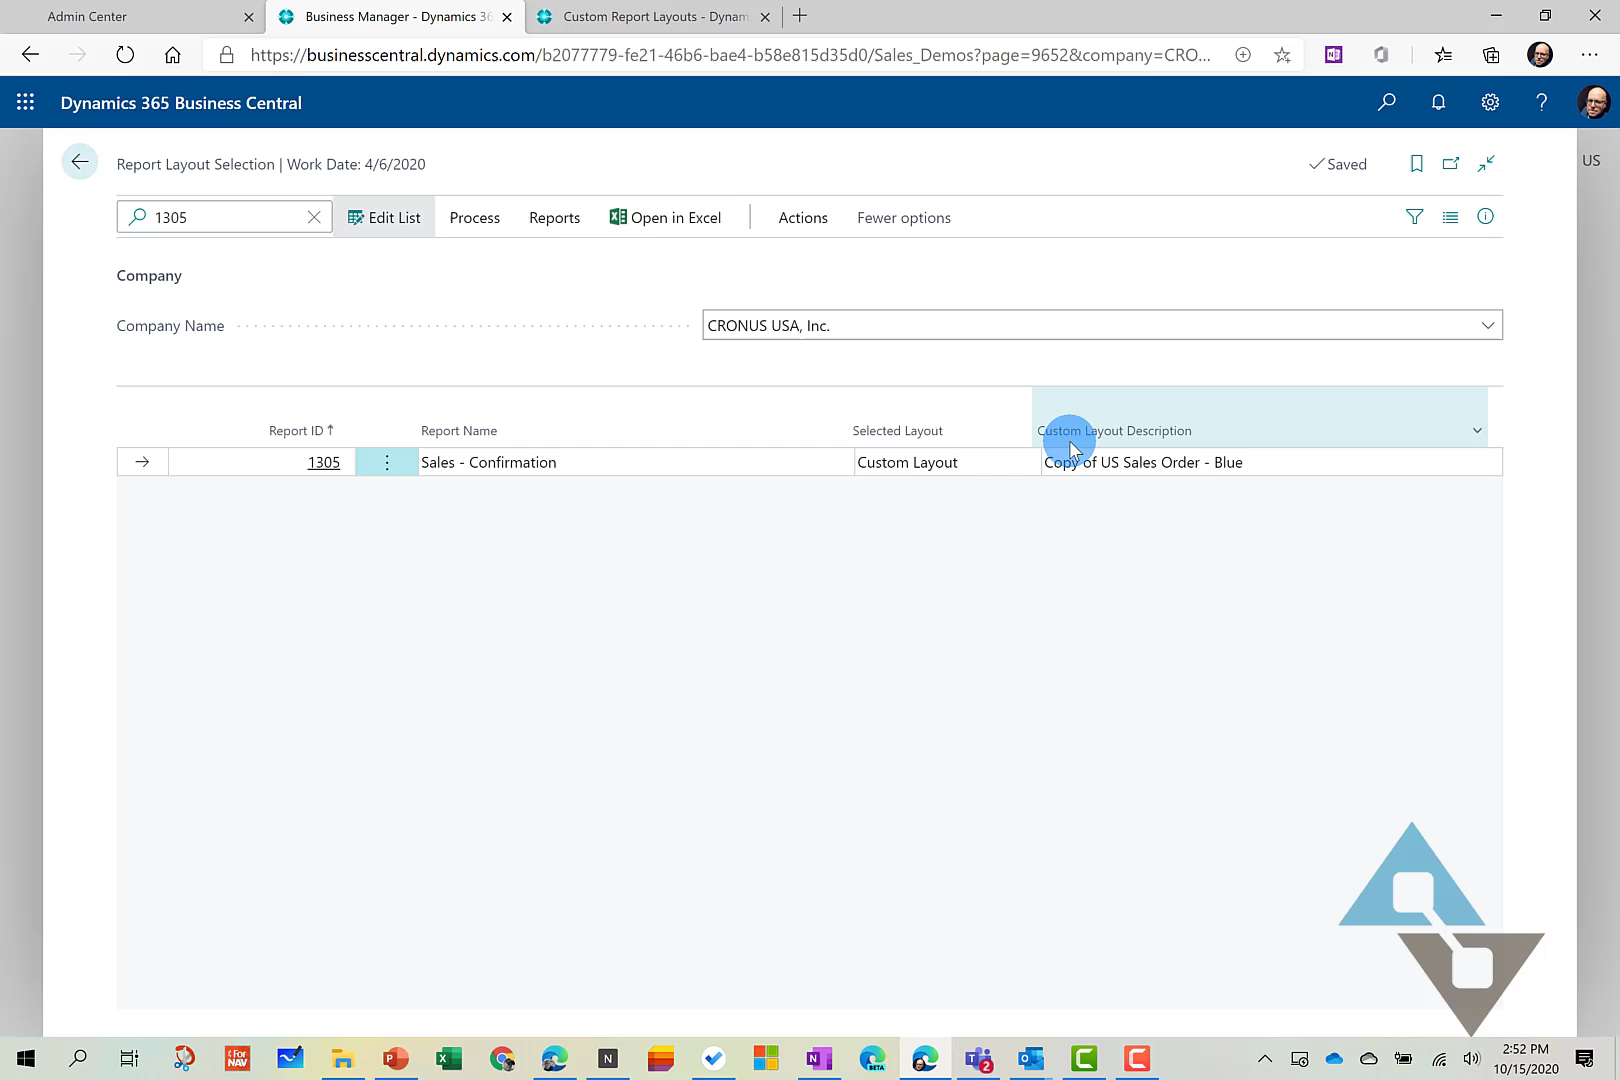 Admin Center
Business Manager - Dynamics 36
Custom Report Layouts - Dynam
https://businesscentral.dynamics.com/b2077779-fe21-46b6-bae4-b58e815d35d0/Sales_Demos?page=9652&company=CRO...
Dynamics 365 Business Central
?
Report Layout Selection | Work Date: 4/6/2020
Saved
US
1305
Edit List
Process
Reports
Open in Excel
Actions
Fewer options
Company
Company Name
CRONUS USA, Inc.
Report ID ↑
Report Name
Selected Layout
Custom Layout Description
1305
Sales - Confirmation
Custom Layout
Copy of US Sales Order - Blue
ForNAV
BETA
2
2:52 PM
10/15/2020